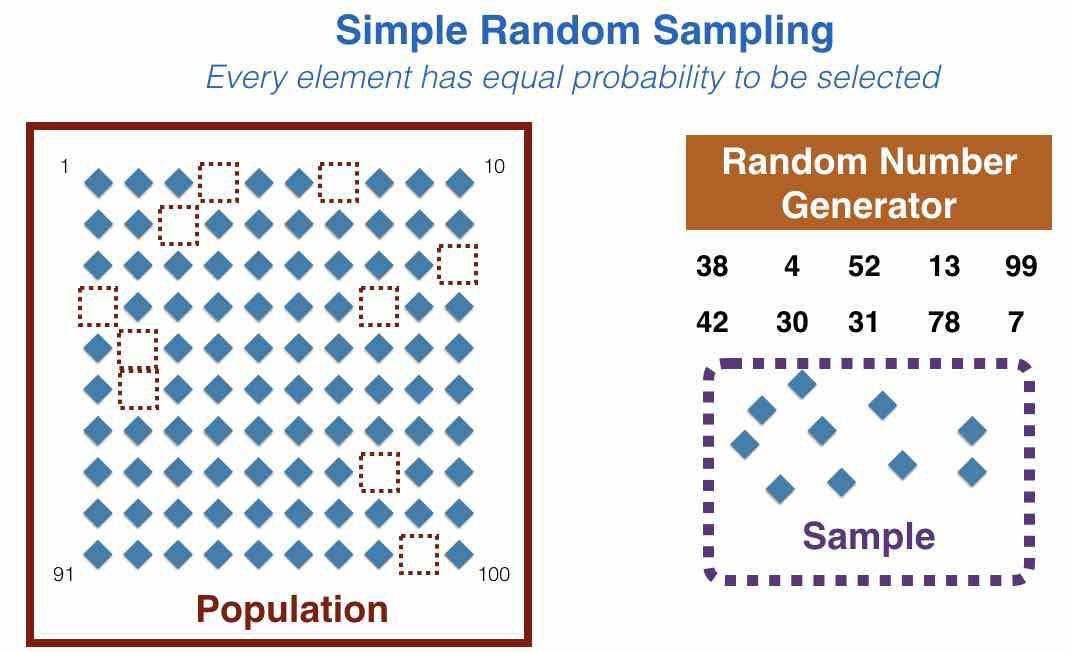 Simple Random Sampling
Every element has equal probability to be selected
1 10
91 100
Population
Random Number
Generator
38 4 52 13 99
42 30 31 78 7
Sample